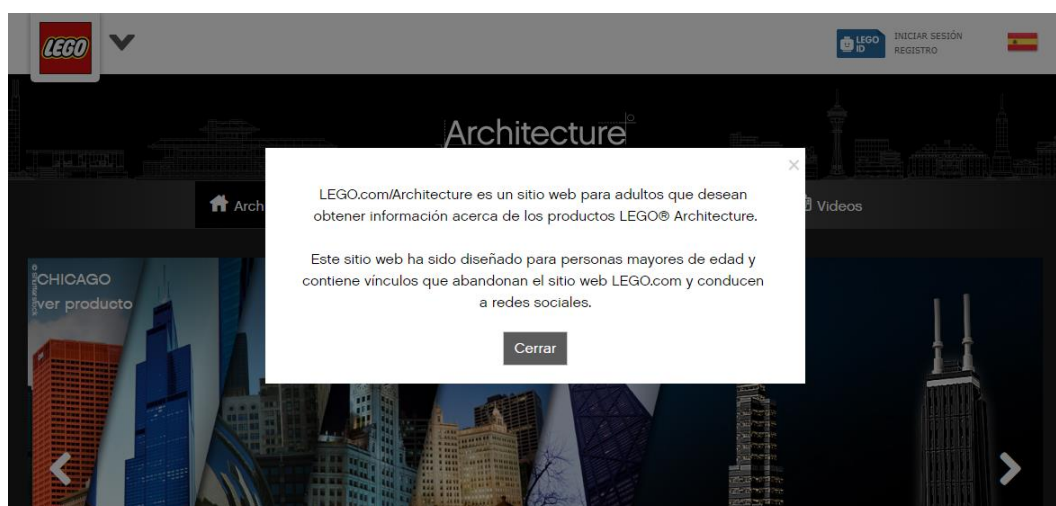 LEGO
LEGO
ID
INICIAR SESIÓN
REGISTRO
Architecture
Arch
Videos
LEGO.com/Architecture es un sitio web para adultos que desean
obtener información acerca de los productos LEGO® Architecture.
Este sitio web ha sido diseñado para personas mayores de edad y
contiene vínculos que abandonan el sitio web LEGO.com y conducen
a redes sociales.
Cerrar
CHICAGO
ver producto